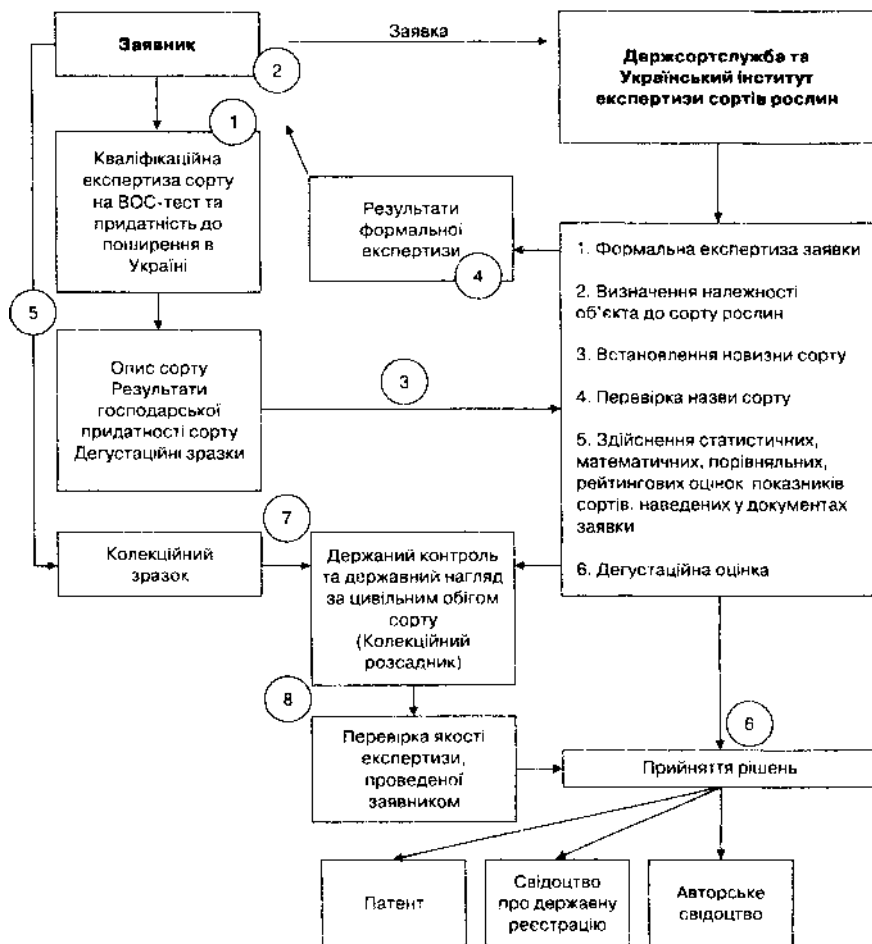 Заявник
2
Заявка
Держсортслужба та
Український інститут
експертизи сортів рослин
1
Кваліфікаційна
експертиза сорту
на ВОС-тест та
придатність до
поширення в
Україні
Результати
формальної
експертизи
4
1. Формальна експертиза заявки
2. Визначення належності
об'єкта до сорту рослин
3. Встановлення новизни сорту
4. Перевірка назви сорту
5. Здійснення статистичних,
математичних, порівняльних,
рейтингових оцінок показників
сортів, наведених у документах
заявки
6. Дегустаційна оцінка
5
Опис сорту
Результати
господарської
придатності сорту
Дегустаційні зразки
3
Колекційний
зразок
7
Держаний контроль
та державний нагляд
за цивільним обігом
сорту
(Колекційний
розсадник)
8
Перевірка якості
експертизи,
проведеної
заявником
6
Прийняття рішень
Патент
Свідоцтво
про державну
реєстрацію
Авторське
свідоцтво